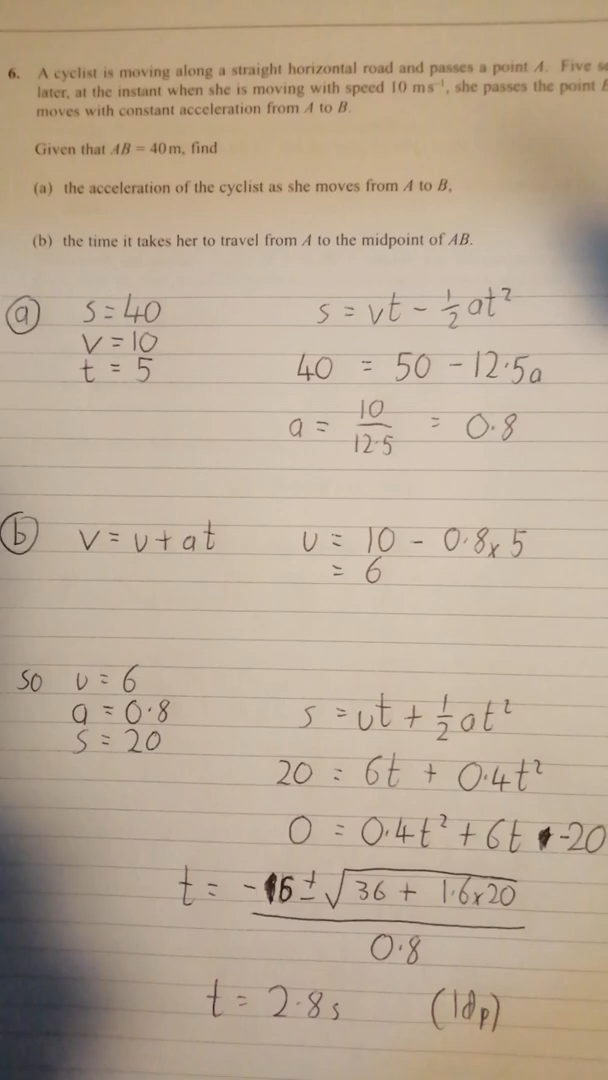 6. A cyclist is moving along a straight horizontal road and passes a point A. Five
later, at the instant when she is moving with speed 10 ms⁻¹, she passes the point
moves with constant acceleration from A to B.
Given that AB = 40 m, find
(a) the acceleration of the cyclist as she moves from A to B,
(b) the time it takes her to travel from A to the midpoint of AB.
(a) s = 40 s = vt - 1/2 at²
v = 10
t = 5 40 = 50 - 12.5a
a = 10/12.5 = 0.8
(b) v = u + at u = 10 - 0.8 x 5
= 6
so u = 6
a = 0.8 s = ut + 1/2 at²
s = 20
20 = 6t + 0.4t²
0 = 0.4t² + 6t - 20
t = (-6 ± √(36 + 1.6 x 20)) / 0.8
t = 2.8 s (1dp)